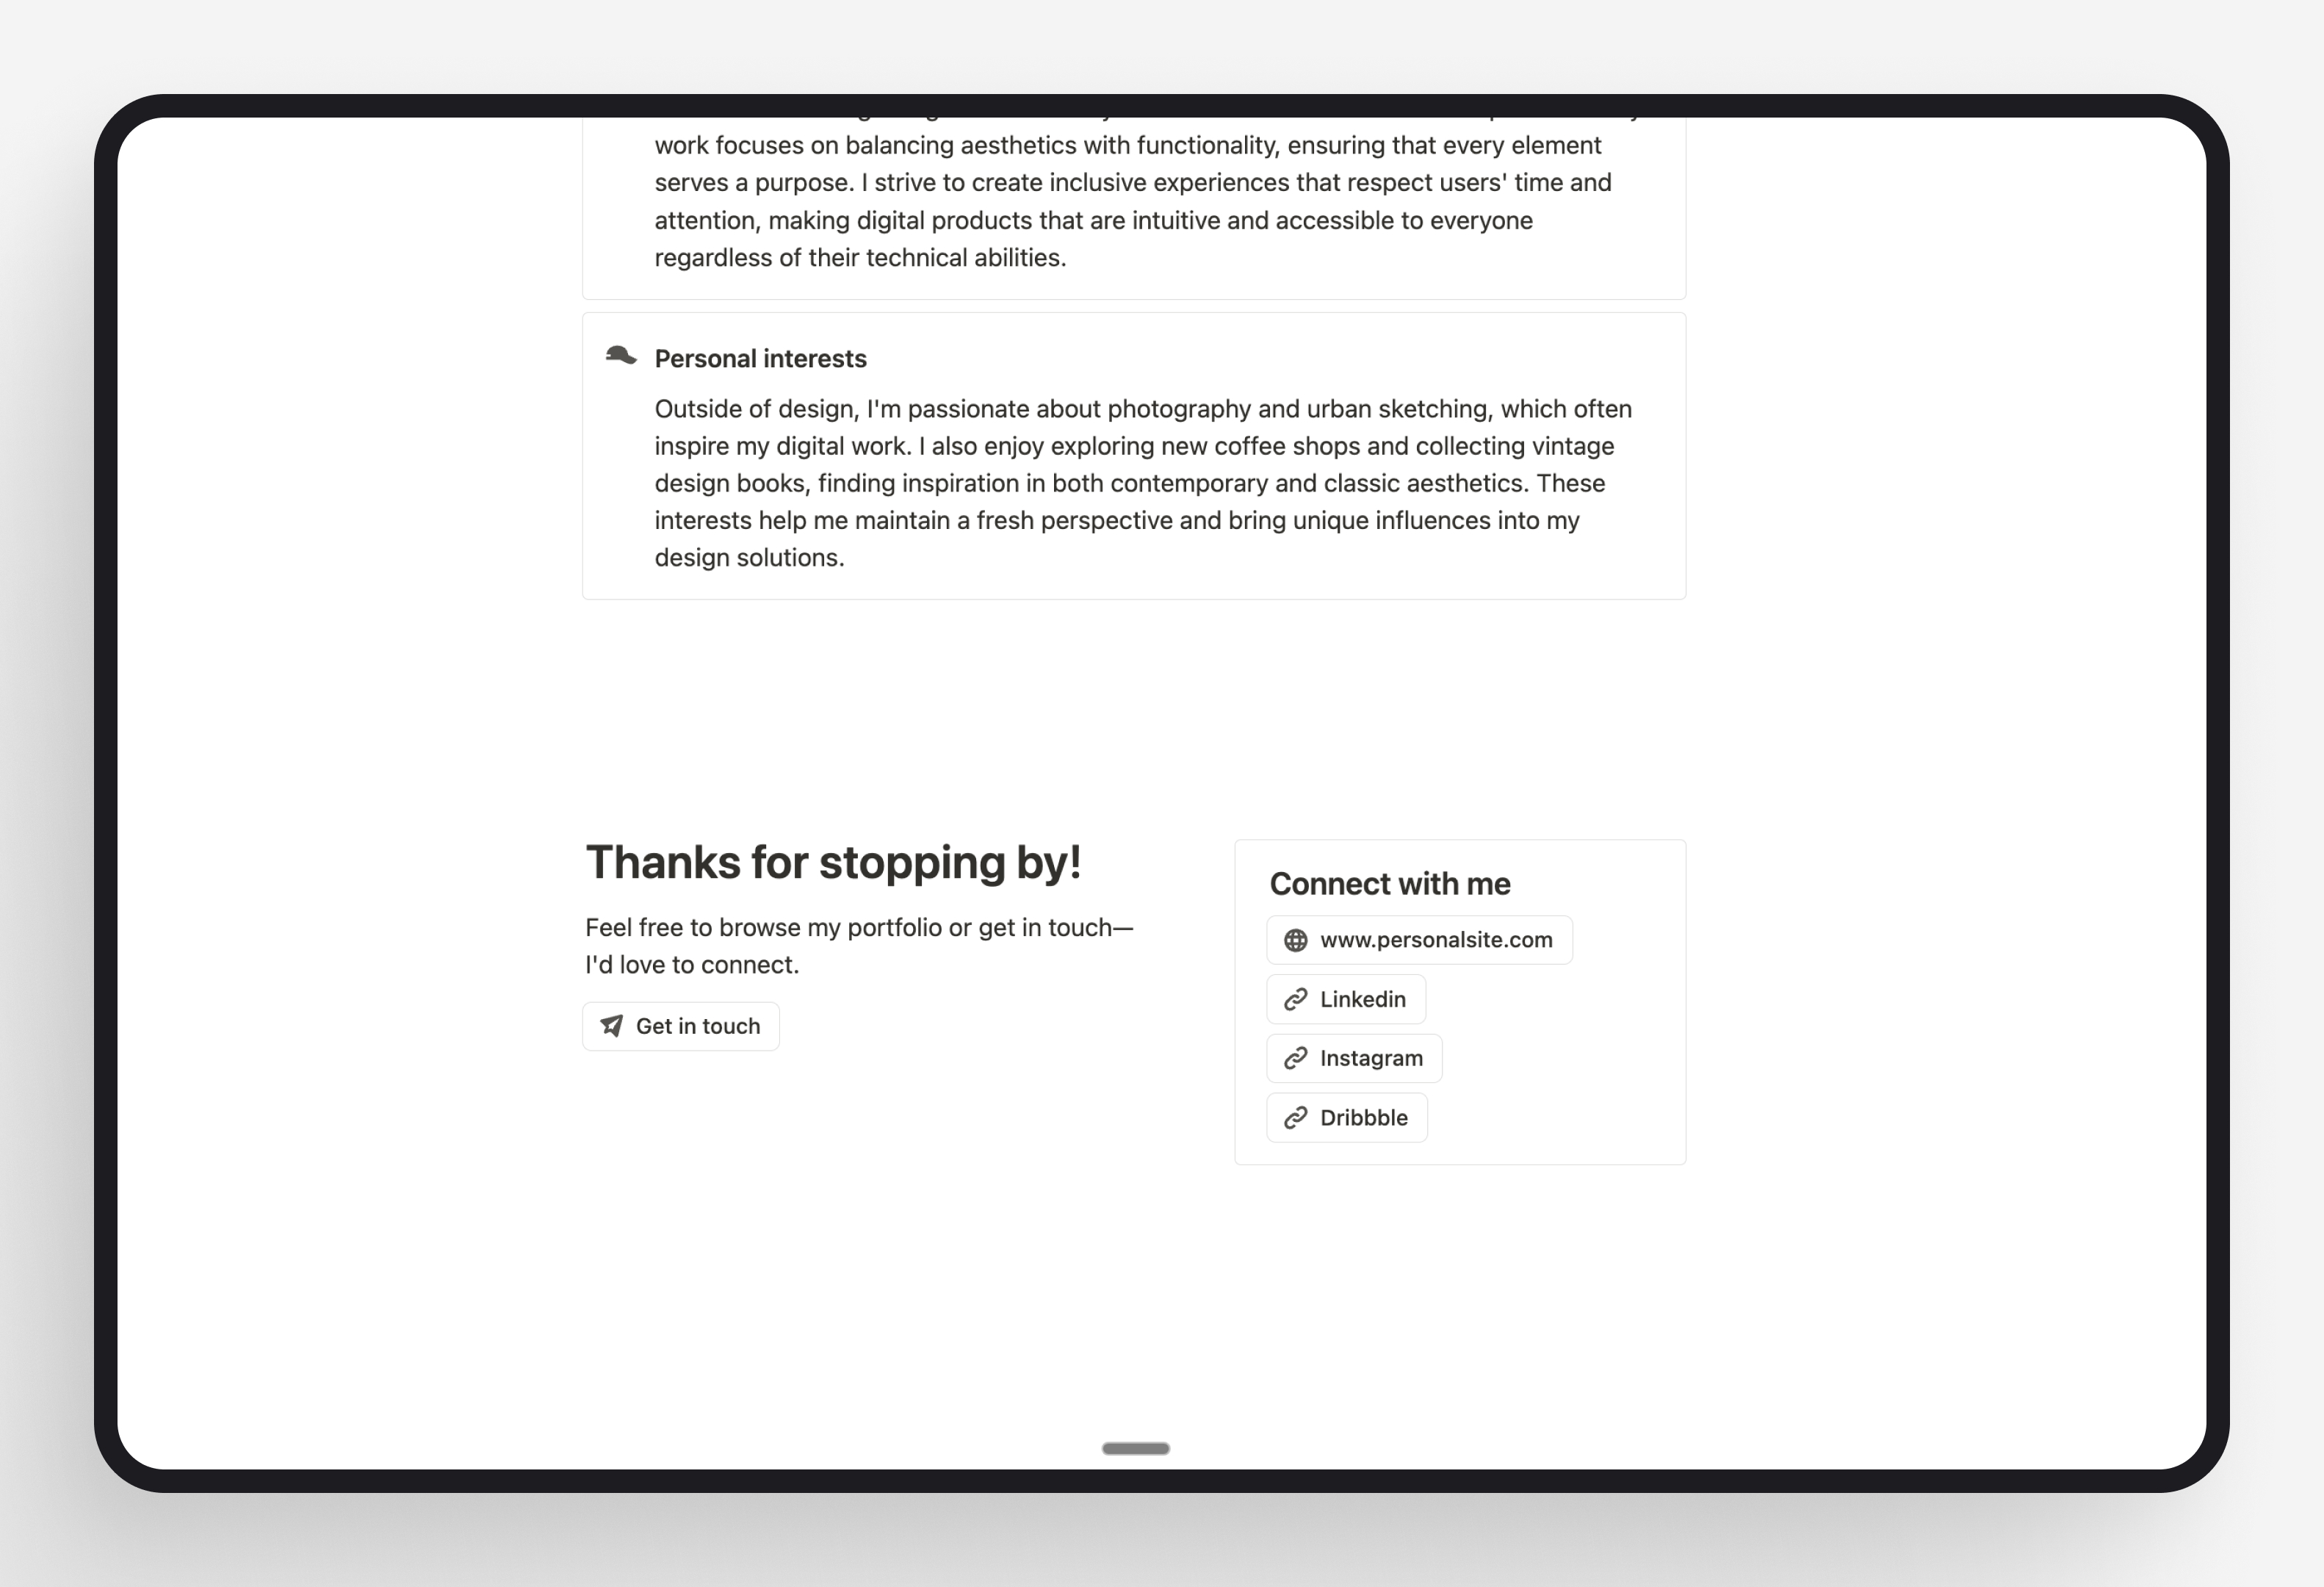 work focuses on balancing aesthetics with functionality, ensuring that every element
serves a purpose. I strive to create inclusive experiences that respect users' time and
attention, making digital products that are intuitive and accessible to everyone
regardless of their technical abilities.
Personal interests
Outside of design, I'm passionate about photography and urban sketching, which often
inspire my digital work. I also enjoy exploring new coffee shops and collecting vintage
design books, finding inspiration in both contemporary and classic aesthetics. These
interests help me maintain a fresh perspective and bring unique influences into my
design solutions.
Thanks for stopping by!
Feel free to browse my portfolio or get in touch—
I'd love to connect.
Get in touch
Connect with me
www.personalsite.com
Linkedin
Instagram
Dribbble